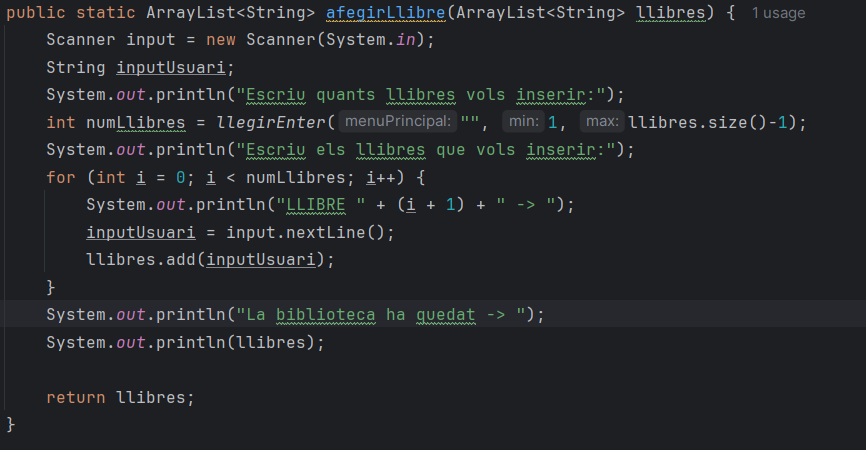 public static ArrayList<String> afegirLlibre(ArrayList<String> llibres) { 1 usage
    Scanner input = new Scanner(System.in);
    String inputUsuari;
    System.out.println("Escriu quants llibres vols inserir:");
    int numLlibres = llegirEnter( menuPrincipal: "", min: 1, max: llibres.size()-1);
    System.out.println("Escriu els llibres que vols inserir:");
    for (int i = 0; i < numLlibres; i++) {
        System.out.println("LLIBRE " + (i + 1) + " -> ");
        inputUsuari = input.nextLine();
        llibres.add(inputUsuari);
    }
    System.out.println("La biblioteca ha quedat -> ");
    System.out.println(llibres);
    return llibres;
}